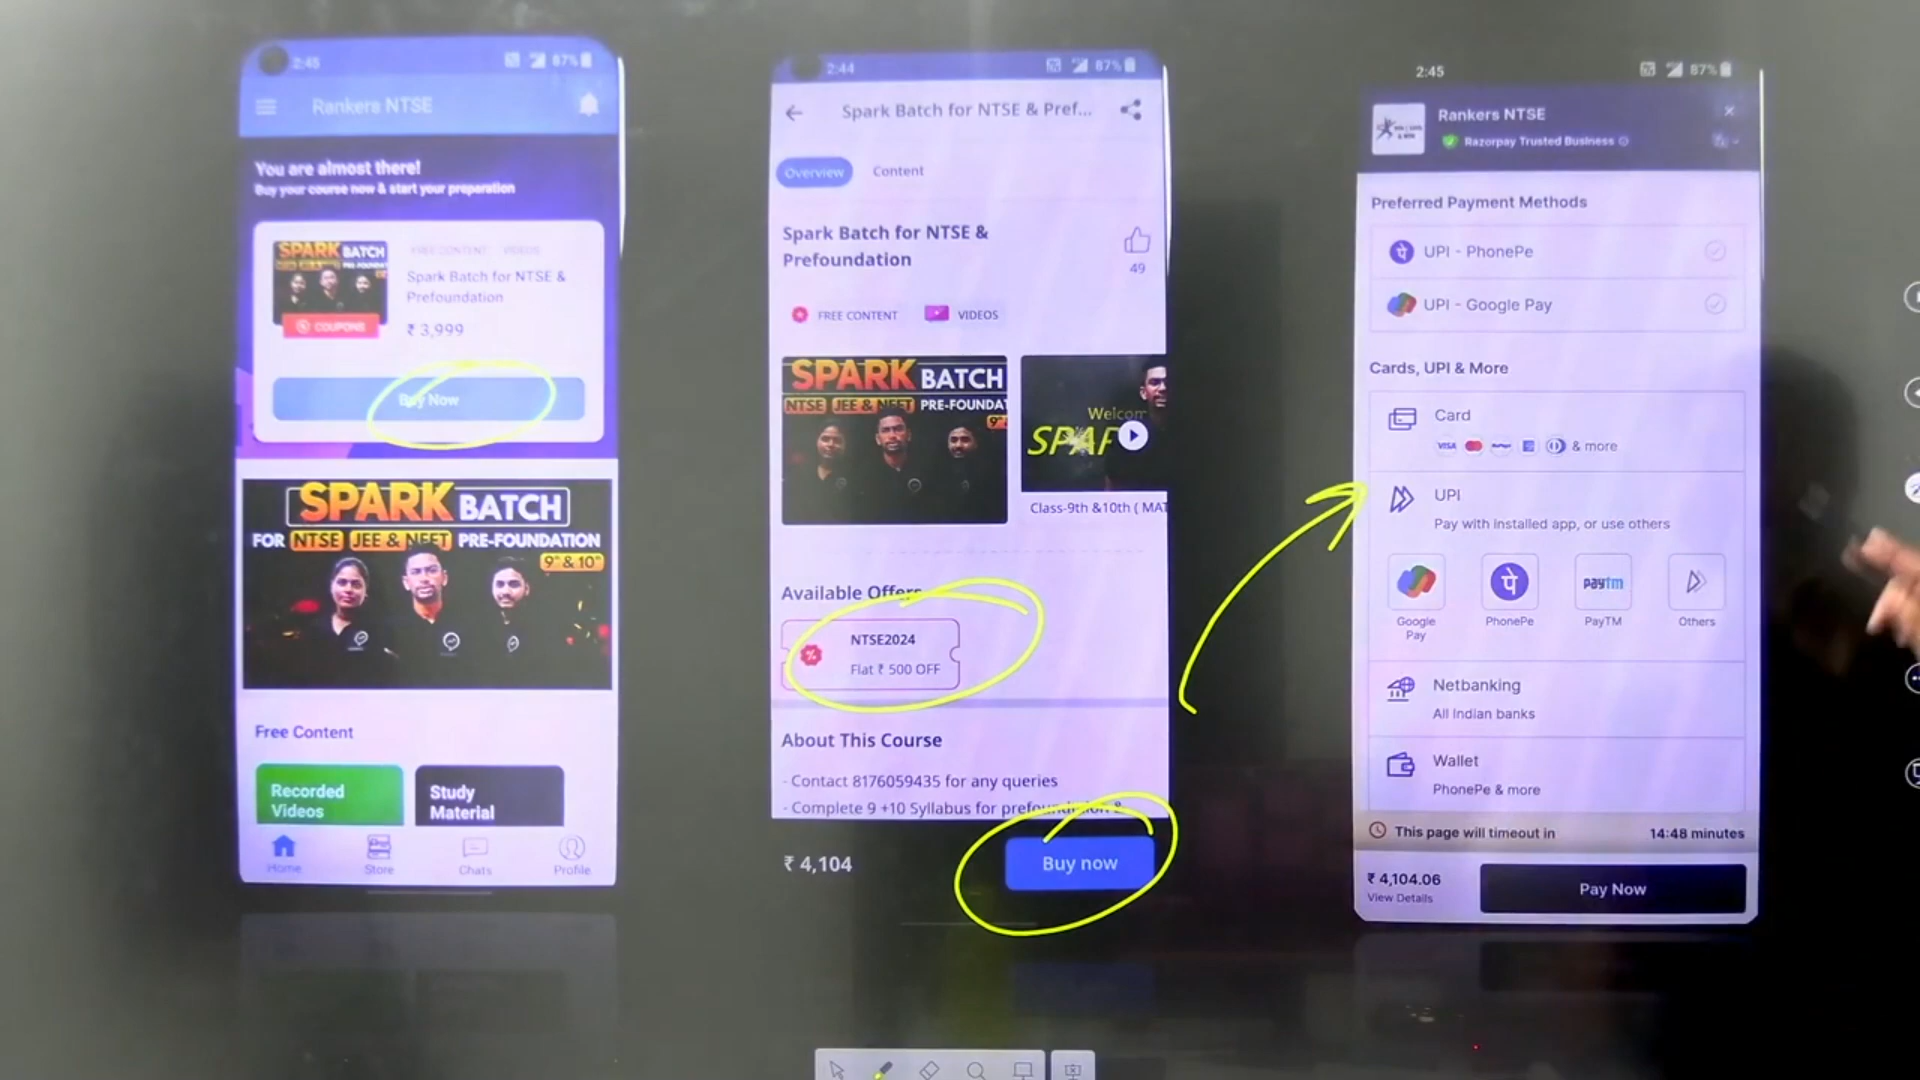 2:45
87%
Rankers NTSE
You are almost there!
Buy your course now & start your preparation
SPARK BATCH
FREE CONTENT VIDEOS
Spark Batch for NTSE &
Prefoundation
COUPONS
₹ 3,999
Buy Now
SPARK BATCH
FOR NTSE JEE & NEET PRE-FOUNDATION
9th & 10th
Free Content
Recorded
Videos
Study
Material
Home
Store
Chats
Profile
2:44
87%
Spark Batch for NTSE & Pref...
Overview
Content
Spark Batch for NTSE &
Prefoundation
49
FREE CONTENT
VIDEOS
SPARK BATCH
NTSE JEE & NEET PRE-FOUNDAT
Welcom
SPAR
Class-9th &10th ( MAT
Available Offers
NTSE2024
Flat ₹ 500 OFF
About This Course
- Contact 8176059435 for any queries
- Complete 9 +10 Syllabus for prefoundation &
₹ 4,104
Buy now
2:45
87%
Rankers NTSE
Razorpay Trusted Business
Preferred Payment Methods
UPI - PhonePe
UPI - Google Pay
Cards, UPI & More
Card
VISA
& more
UPI
Pay with installed app, or use others
पे
paytm
Google
Pay
PhonePe
PayTM
Others
Netbanking
All Indian banks
Wallet
PhonePe & more
This page will timeout in 14:48 minutes
₹ 4,104.06
View Details
Pay Now